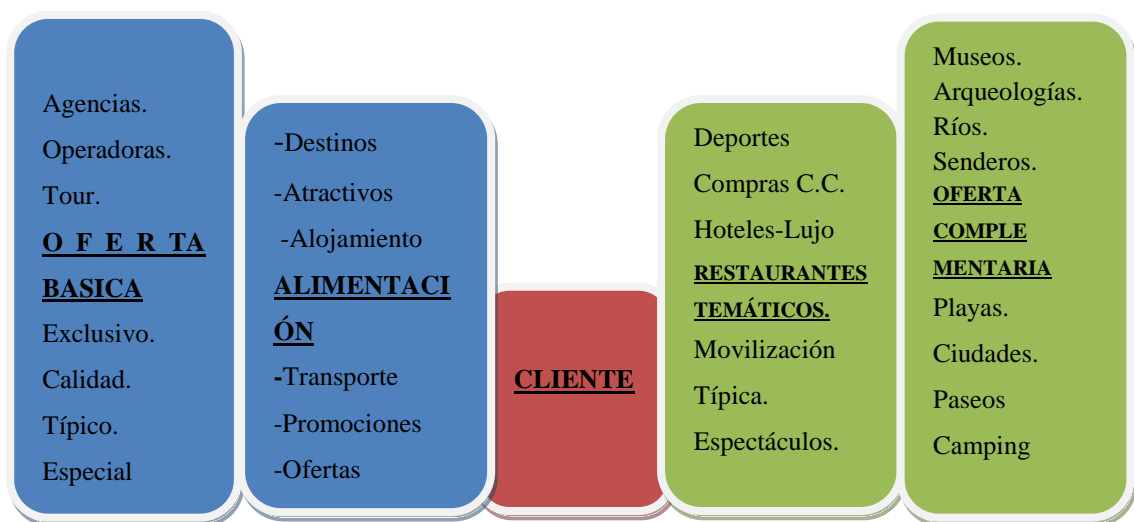 Agencias.
Operadoras.
Tour.
O F E R TA
BASICA
Exclusivo.
Calidad.
Típico.
Especial
-Destinos
-Atractivos
-Alojamiento
ALIMENTACI
ÓN
-Transporte
-Promociones
-Ofertas
CLIENTE
Deportes
Compras C.C.
Hoteles-Lujo
RESTAURANTES
TEMÁTICOS.
Movilización
Típica.
Espectáculos.
Museos.
Arqueologías.
Ríos.
Senderos.
OFERTA
COMPLE
MENTARIA
Playas.
Ciudades.
Paseos
Camping